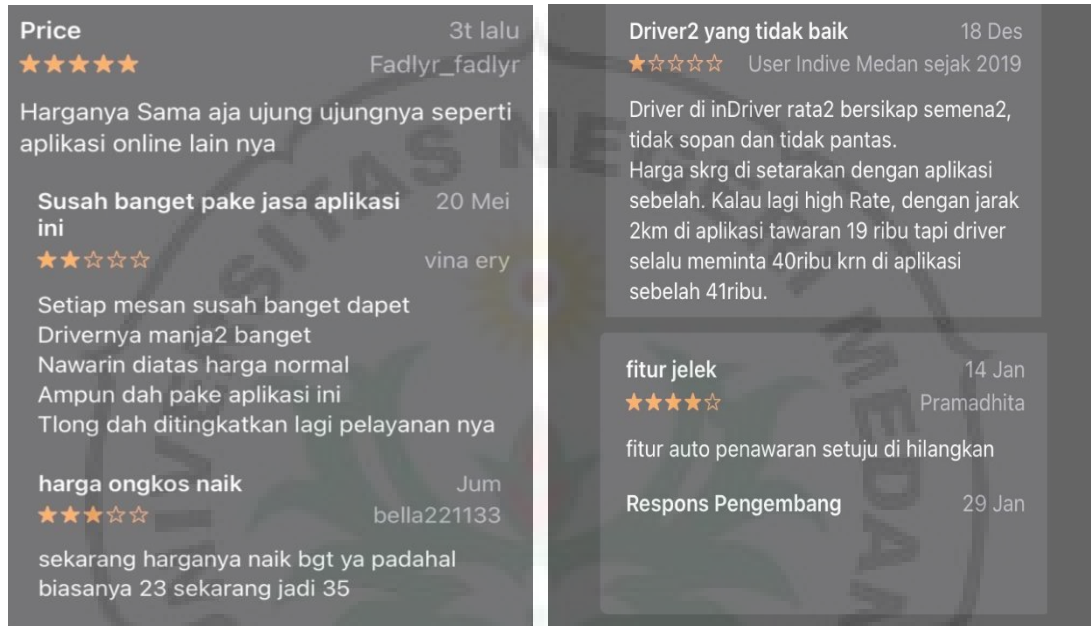 Price 3t lalu
Fadlyr_fadlyr
Harganya Sama aja ujung ujungnya seperti
aplikasi online lain nya
Susah banget pake jasa aplikasi 20 Mei
ini
vina ery
Setiap mesan susah banget dapet
Drivernya manja2 banget
Nawarin diatas harga normal
Ampun dah pake aplikasi ini
Tlong dah ditingkatkan lagi pelayanan nya
harga ongkos naik Jum
bella221133
sekarang harganya naik bgt ya padahal
biasanya 23 sekarang jadi 35
Driver2 yang tidak baik 18 Des
User Indive Medan sejak 2019
Driver di inDriver rata2 bersikap semena2,
tidak sopan dan tidak pantas.
Harga skrg di setarakan dengan aplikasi
sebelah. Kalau lagi high Rate, dengan jarak
2km di aplikasi tawaran 19 ribu tapi driver
selalu meminta 40ribu krn di aplikasi
sebelah 41ribu.
fitur jelek 14 Jan
Pramadhita
fitur auto penawaran setuju di hilangkan
Respons Pengembang 29 Jan
UNIVERSITAS NEGERI MEDAN